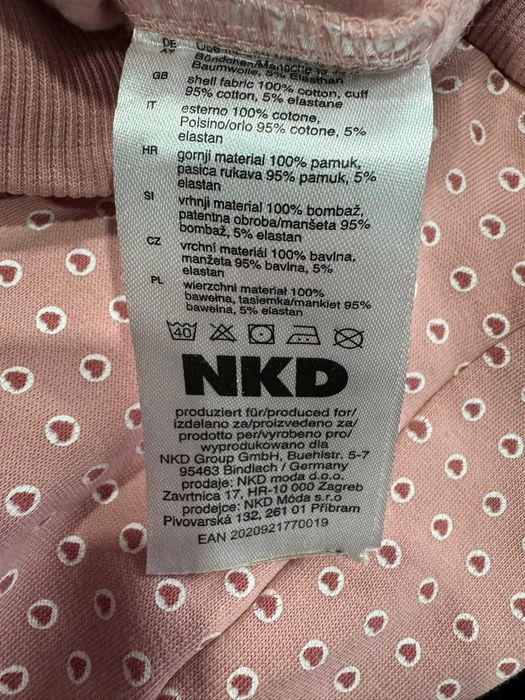 DE
AT
Bündchen/Manschette
Baumwolle, 5% Elasthan
GB shell fabric 100% cotton, cuff
95% cotton, 5% elastane
IT esterno 100% cotone,
Polsino/orlo 95% cotone, 5%
elastan
HR gornji material 100% pamuk,
pasica rukava 95% pamuk, 5%
elastan
SI vrhnji material 100% bombaž,
patentna obroba/manšeta 95%
bombaž, 5% elastan
CZ vrchní materiál 100% bavlna,
manžeta 95% bavlna, 5%
elastan
PL wierzchni materiał 100%
bawełna, tasiemka/mankiet 95%
bawełna, 5% elastan
40
NKD
produziert für/produced for/
izdelano za/proizvedeno za/
prodotto per/vyrobeno pro/
wyprodukowano dla
NKD Group GmbH, Buehlstr. 5-7
95463 Bindlach / Germany
prodaje: NKD moda d.o.o.
Zavrtnica 17, HR-10 000 Zagreb
prodejce: NKD Móda s.r.o
Pivovarská 132, 261 01 Příbram
EAN 2020921770019